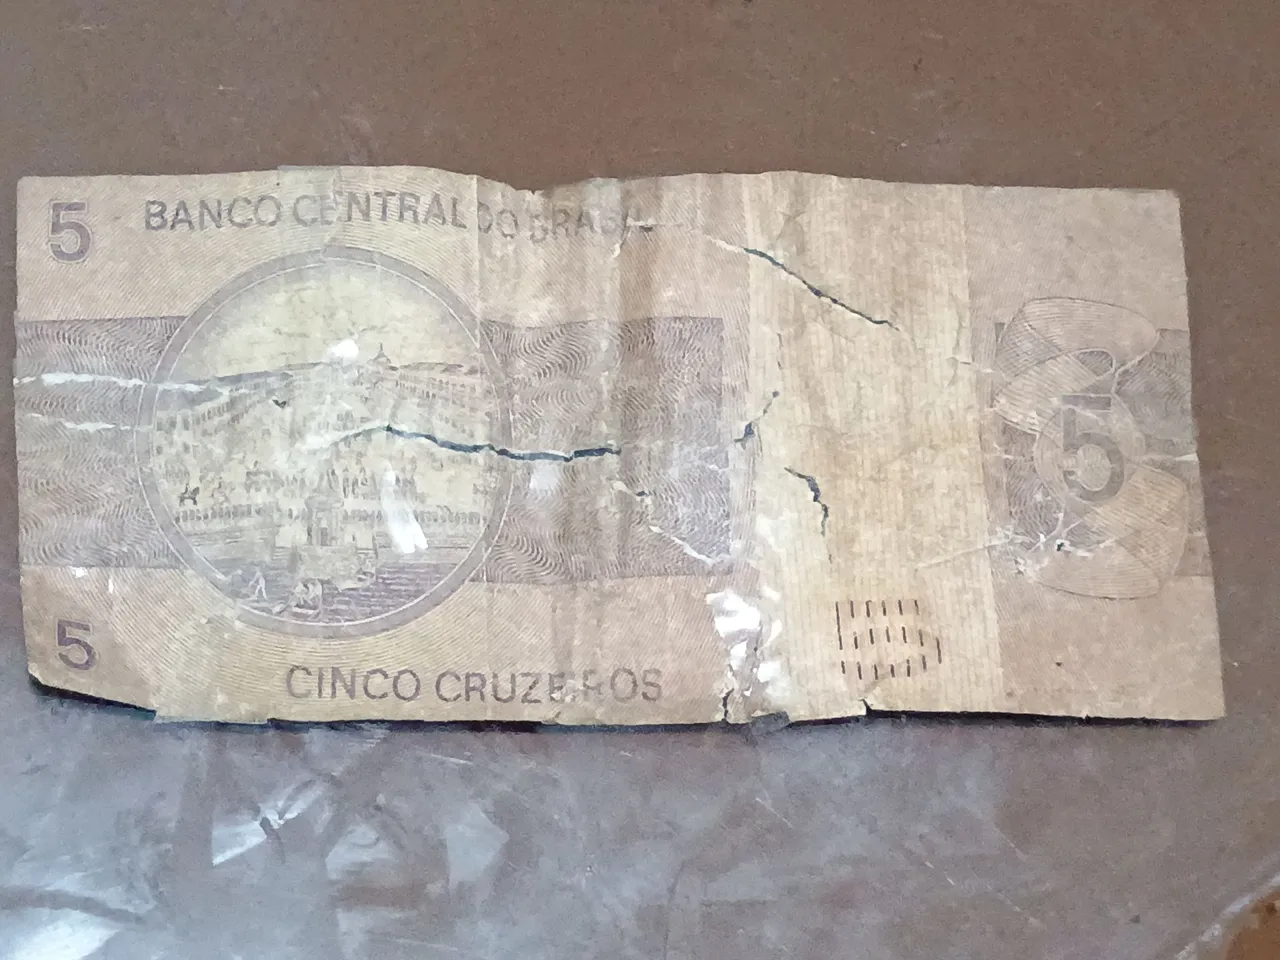 5 BANCO CENTRAL DO BRASIL
5
5 CINCO CRUZEIROS